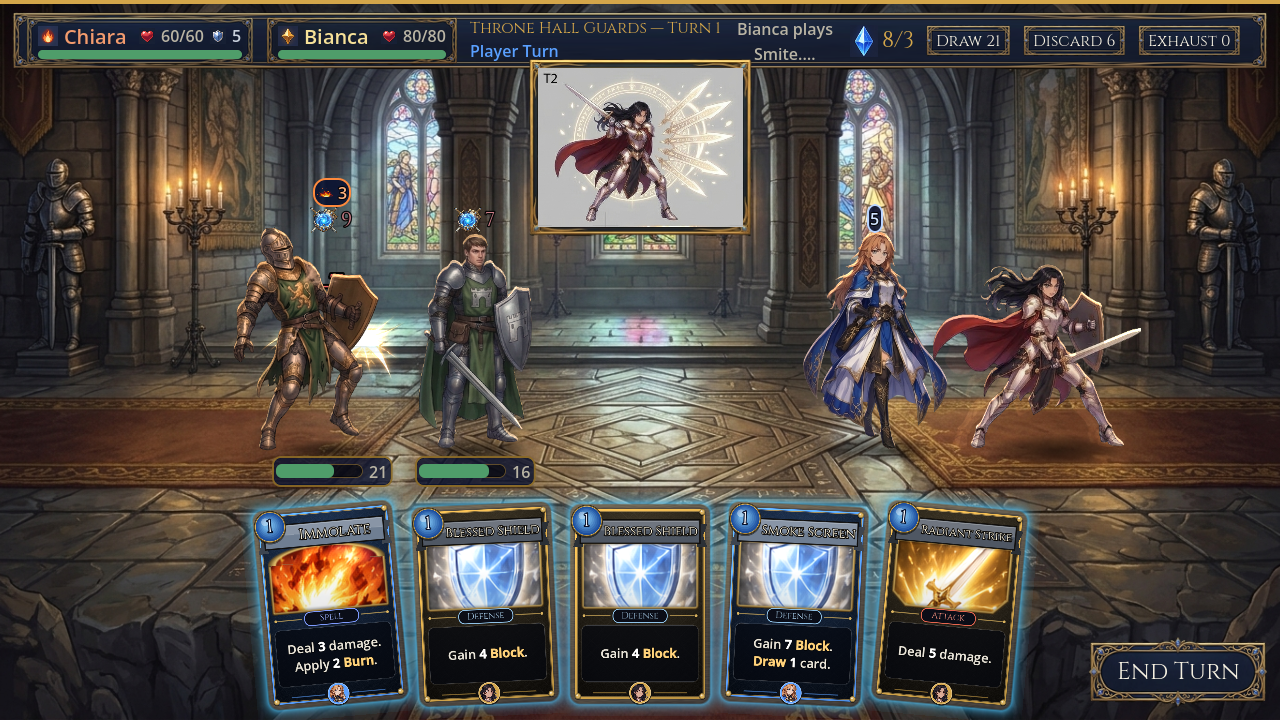 Chiara 60/60 5
Bianca 80/80
Throne Hall Guards — Turn 1
Player Turn
Bianca plays
Smite....
8/3
Draw 21
Discard 6
Exhaust 0
T2
3
9
7
5
21
16
1
Immolate
Spell
Deal 3 damage.
Apply 2 Burn.
1
Blessed Shield
Defense
Gain 4 Block.
1
Blessed Shield
Defense
Gain 4 Block.
1
Smoke Screen
Defense
Gain 7 Block.
Draw 1 card.
1
Radiant Strike
Attack
Deal 5 damage.
End Turn